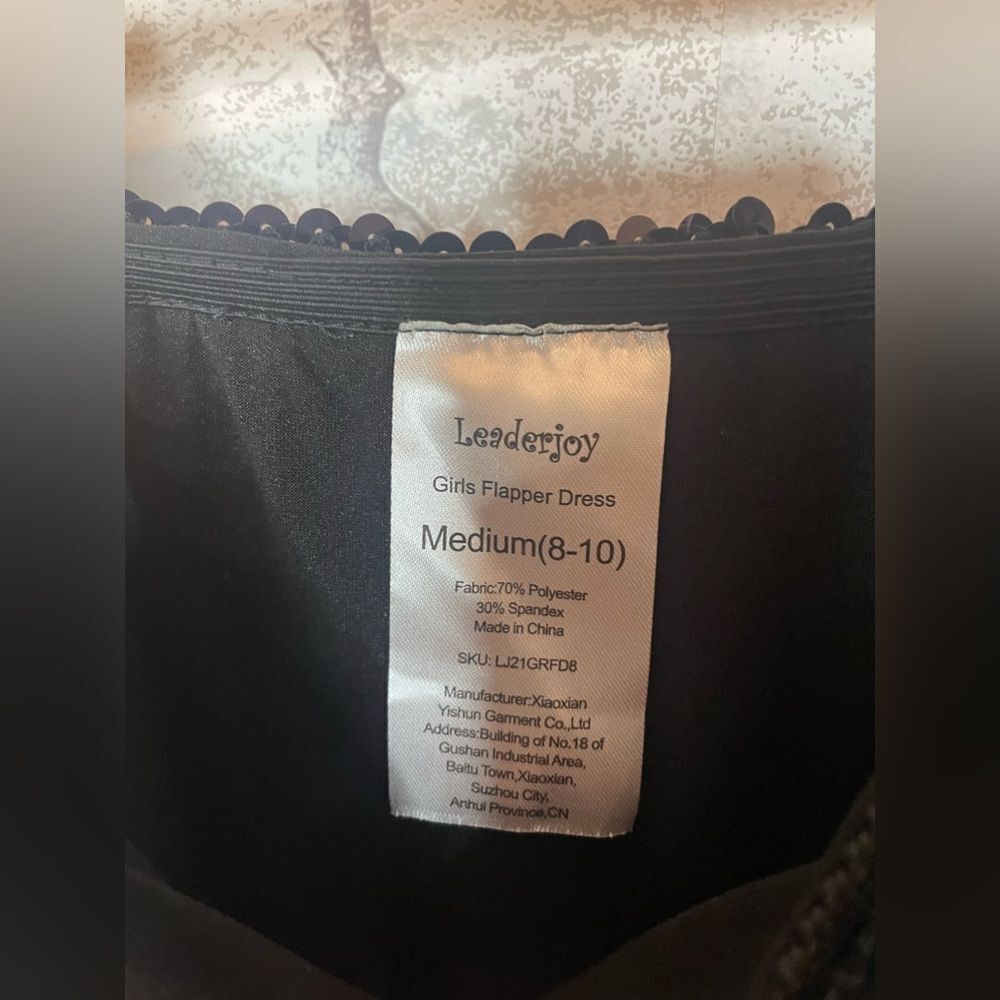 Leaderjoy
Girls Flapper Dress
Medium(8-10)
Fabric:70% Polyester
30% Spandex
Made in China
SKU: LJ21GRFD8
Manufacturer:Xiaoxian
Yishun Garment Co.,Ltd
Address:Building of No.18 of
Gushan Industrial Area,
Baitu Town,Xiaoxian,
Suzhou City,
Anhui Province,CN